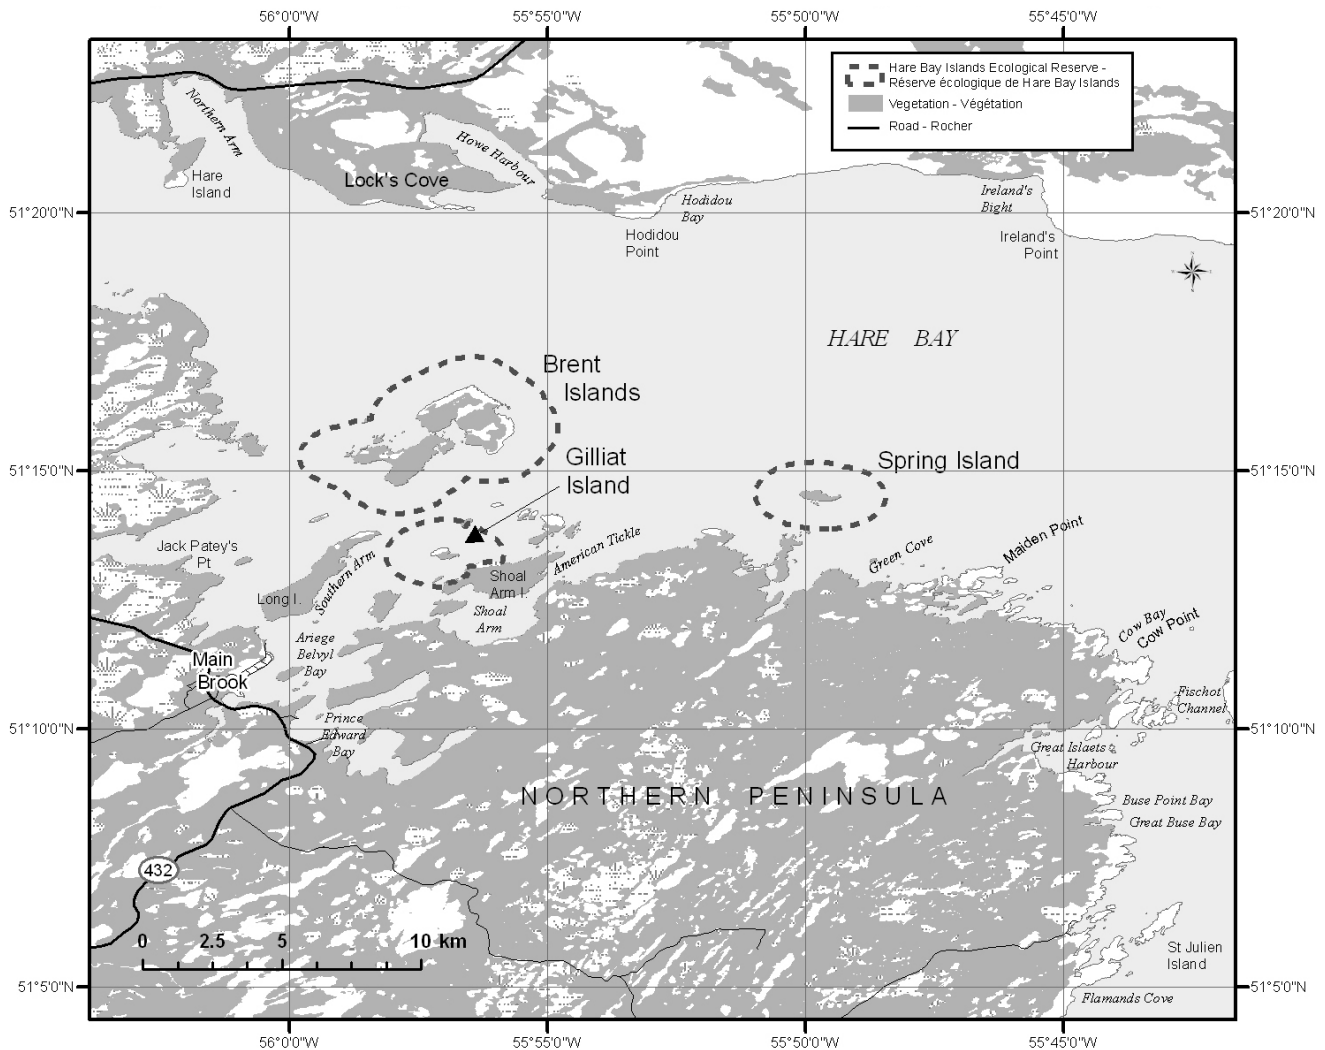 56°00'0"W
55°55'0"W
55°50'0"W
55°45'0"W
Hare Bay Islands Ecological Reserve -
Réserve écologique de Hare Bay Islands
Vegetation - Végétation
Road - Rocher
Northern Arm
Howe Harbour
Hare
Island
Lock's Cove
Hodidou
Bay
Ireland's
Bight
51°20'0"N
51°20'0"N
Hodidou
Point
Ireland's
Point
HARE BAY
Brent
Islands
Gilliat
Island
Spring Island
51°15'0"N
51°15'0"N
Jack Patey's
Pt
Southern Arm
American Tickle
Green Cove
Maiden Point
Long I.
Shoal
Arm I.
Shoal
Arm
Cow Bay
Cow Point
Ariege
Belvyl
Bay
Main
Brook
Fischot
Channel
51°10'0"N
51°10'0"N
Prince
Edward
Bay
Great Islaets
Harbour
NORTHERN PENINSULA
Buse Point Bay
Great Buse Bay
432
0 2.5 5 10 km
St Julien
Island
Flamands Cove
51°5'0"N
51°5'0"N
56°00'0"W
55°55'0"W
55°50'0"W
55°45'0"W